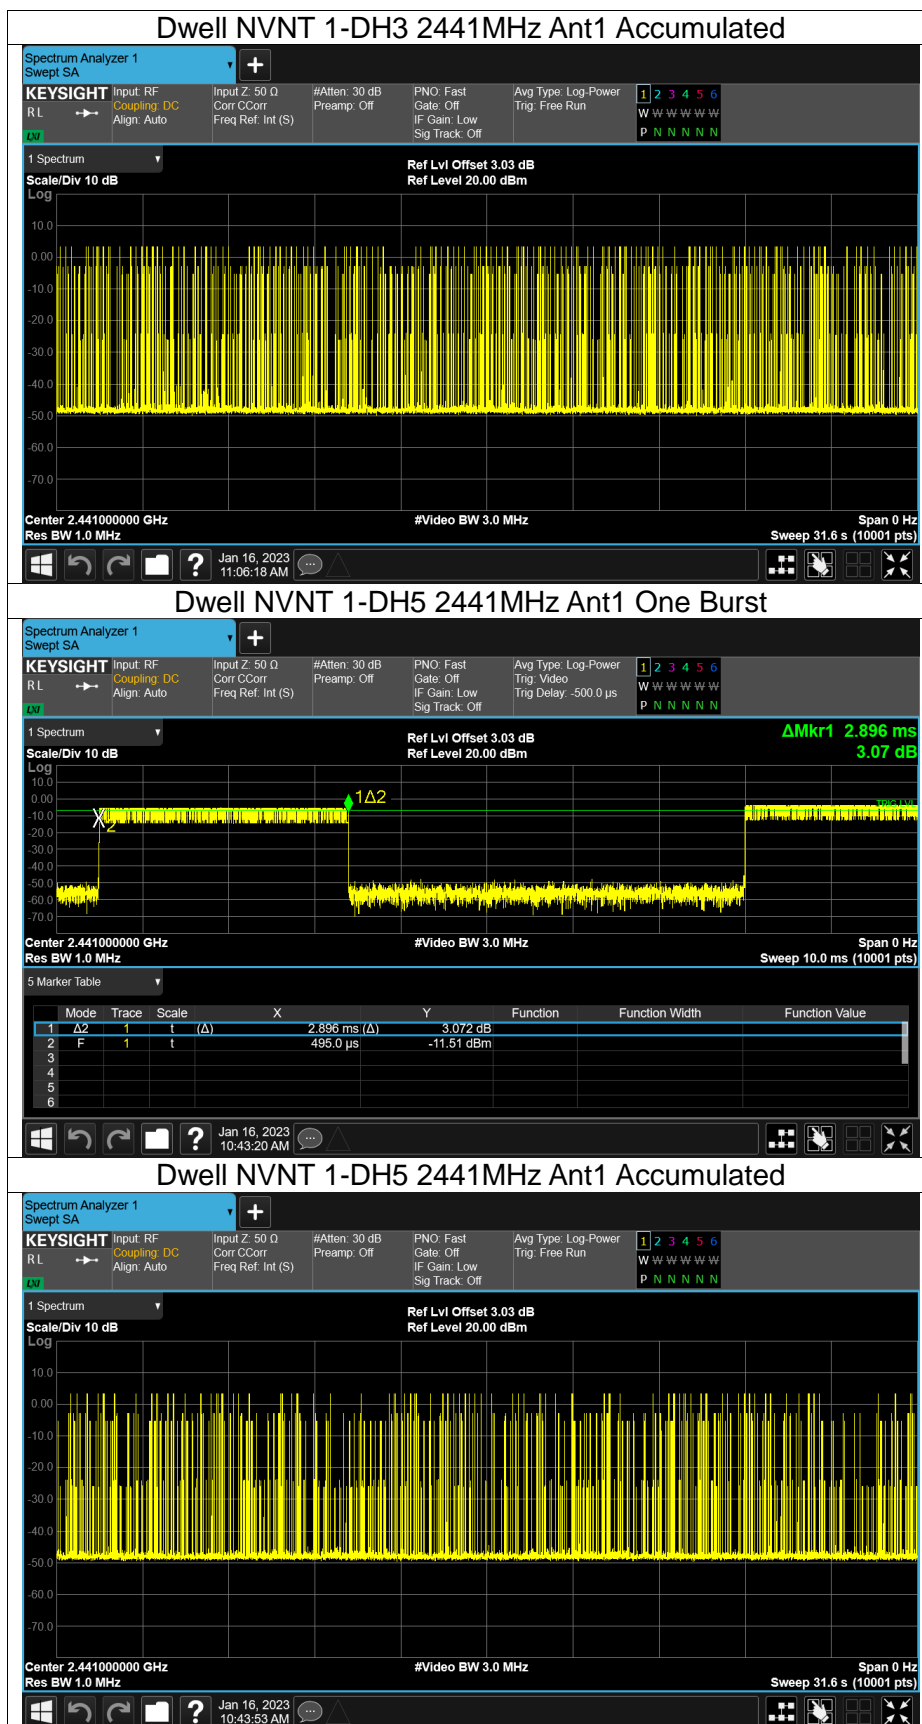 Dwell NVNT 1-DH3 2441MHz Ant1 Accumulated
Spectrum Analyzer 1
Swept SA
KEYSIGHT Input: RF Input Z: 50 Ω #Atten: 30 dB PNO: Fast Avg Type: Log-Power 1 2 3 4 5 6
R L Coupling: DC Corr CCorr Preamp: Off Gate: Off Trig: Free Run W W W W W W
Align: Auto Freq Ref: Int (S) IF Gain: Low
LXI Sig Track: Off P N N N N N
1 Spectrum Ref Lvl Offset 3.03 dB
Scale/Div 10 dB Ref Level 20.00 dBm
Log
10.0
0.00
-10.0
-20.0
-30.0
-40.0
-50.0
-60.0
-70.0
Center 2.441000000 GHz #Video BW 3.0 MHz Span 0 Hz
Res BW 1.0 MHz Sweep 31.6 s (10001 pts)
? Jan 16, 2023
11:06:18 AM
Dwell NVNT 1-DH5 2441MHz Ant1 One Burst
Spectrum Analyzer 1
Swept SA
KEYSIGHT Input: RF Input Z: 50 Ω #Atten: 30 dB PNO: Fast Avg Type: Log-Power 1 2 3 4 5 6
R L Coupling: DC Corr CCorr Preamp: Off Gate: Off Trig: Video W W W W W W
Align: Auto Freq Ref: Int (S) IF Gain: Low Trig Delay: -500.0 µs
LXI Sig Track: Off P N N N N N
1 Spectrum Ref Lvl Offset 3.03 dB ΔMkr1 2.896 ms
Scale/Div 10 dB Ref Level 20.00 dBm 3.07 dB
Log
10.0
0.00 1Δ2 TRIG LVL
-10.0 2
-20.0
-30.0
-40.0
-50.0
-60.0
-70.0
Center 2.441000000 GHz #Video BW 3.0 MHz Span 0 Hz
Res BW 1.0 MHz Sweep 10.0 ms (10001 pts)
5 Marker Table
Mode Trace Scale X Y Function Function Width Function Value
1 Δ2 1 t (Δ) 2.896 ms (Δ) 3.072 dB
2 F 1 t 495.0 µs -11.51 dBm
3
4
5
6
? Jan 16, 2023
10:43:20 AM
Dwell NVNT 1-DH5 2441MHz Ant1 Accumulated
Spectrum Analyzer 1
Swept SA
KEYSIGHT Input: RF Input Z: 50 Ω #Atten: 30 dB PNO: Fast Avg Type: Log-Power 1 2 3 4 5 6
R L Coupling: DC Corr CCorr Preamp: Off Gate: Off Trig: Free Run W W W W W W
Align: Auto Freq Ref: Int (S) IF Gain: Low
LXI Sig Track: Off P N N N N N
1 Spectrum Ref Lvl Offset 3.03 dB
Scale/Div 10 dB Ref Level 20.00 dBm
Log
10.0
0.00
-10.0
-20.0
-30.0
-40.0
-50.0
-60.0
-70.0
Center 2.441000000 GHz #Video BW 3.0 MHz Span 0 Hz
Res BW 1.0 MHz Sweep 31.6 s (10001 pts)
? Jan 16, 2023
10:43:53 AM